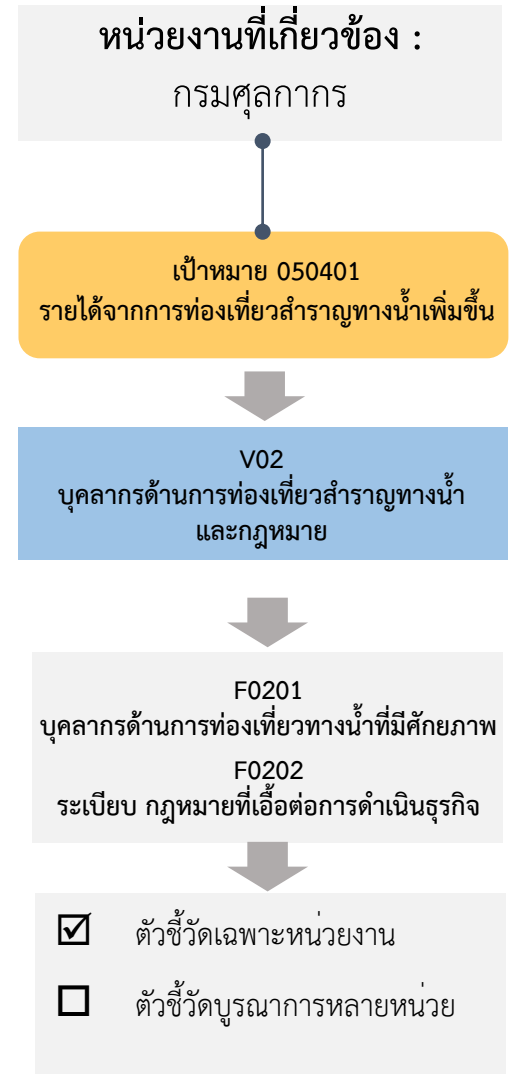 หน่วยงานที่เกี่ยวข้อง :
กรมศุลกากร
เป้าหมาย 050401
รายได้จากการท่องเที่ยวสำราญทางน้ำเพิ่มขึ้น
V02
บุคลากรด้านการท่องเที่ยวสำราญทางน้ำ
และกฎหมาย
F0201
บุคลากรด้านการท่องเที่ยวทางน้ำที่มีศักยภาพ
F0202
ระเบียบ กฎหมายที่เอื้อต่อการดำเนินธุรกิจ
☑ ตัวชี้วัดเฉพาะหน่วยงาน
☐ ตัวชี้วัดบูรณาการหลายหน่วย